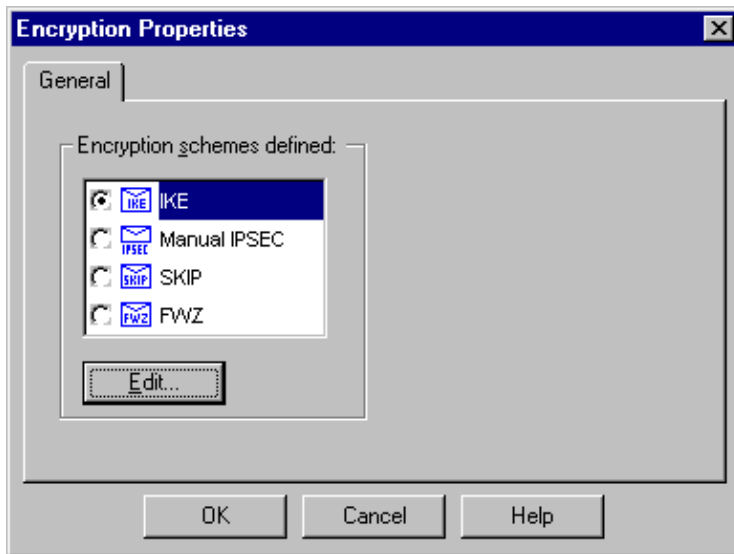 Encryption Properties
General
Encryption schemes defined:
IKE IKE
IPSEC Manual IPSEC
SKIP SKIP
FWZ FWZ
Edit...
OK Cancel Help